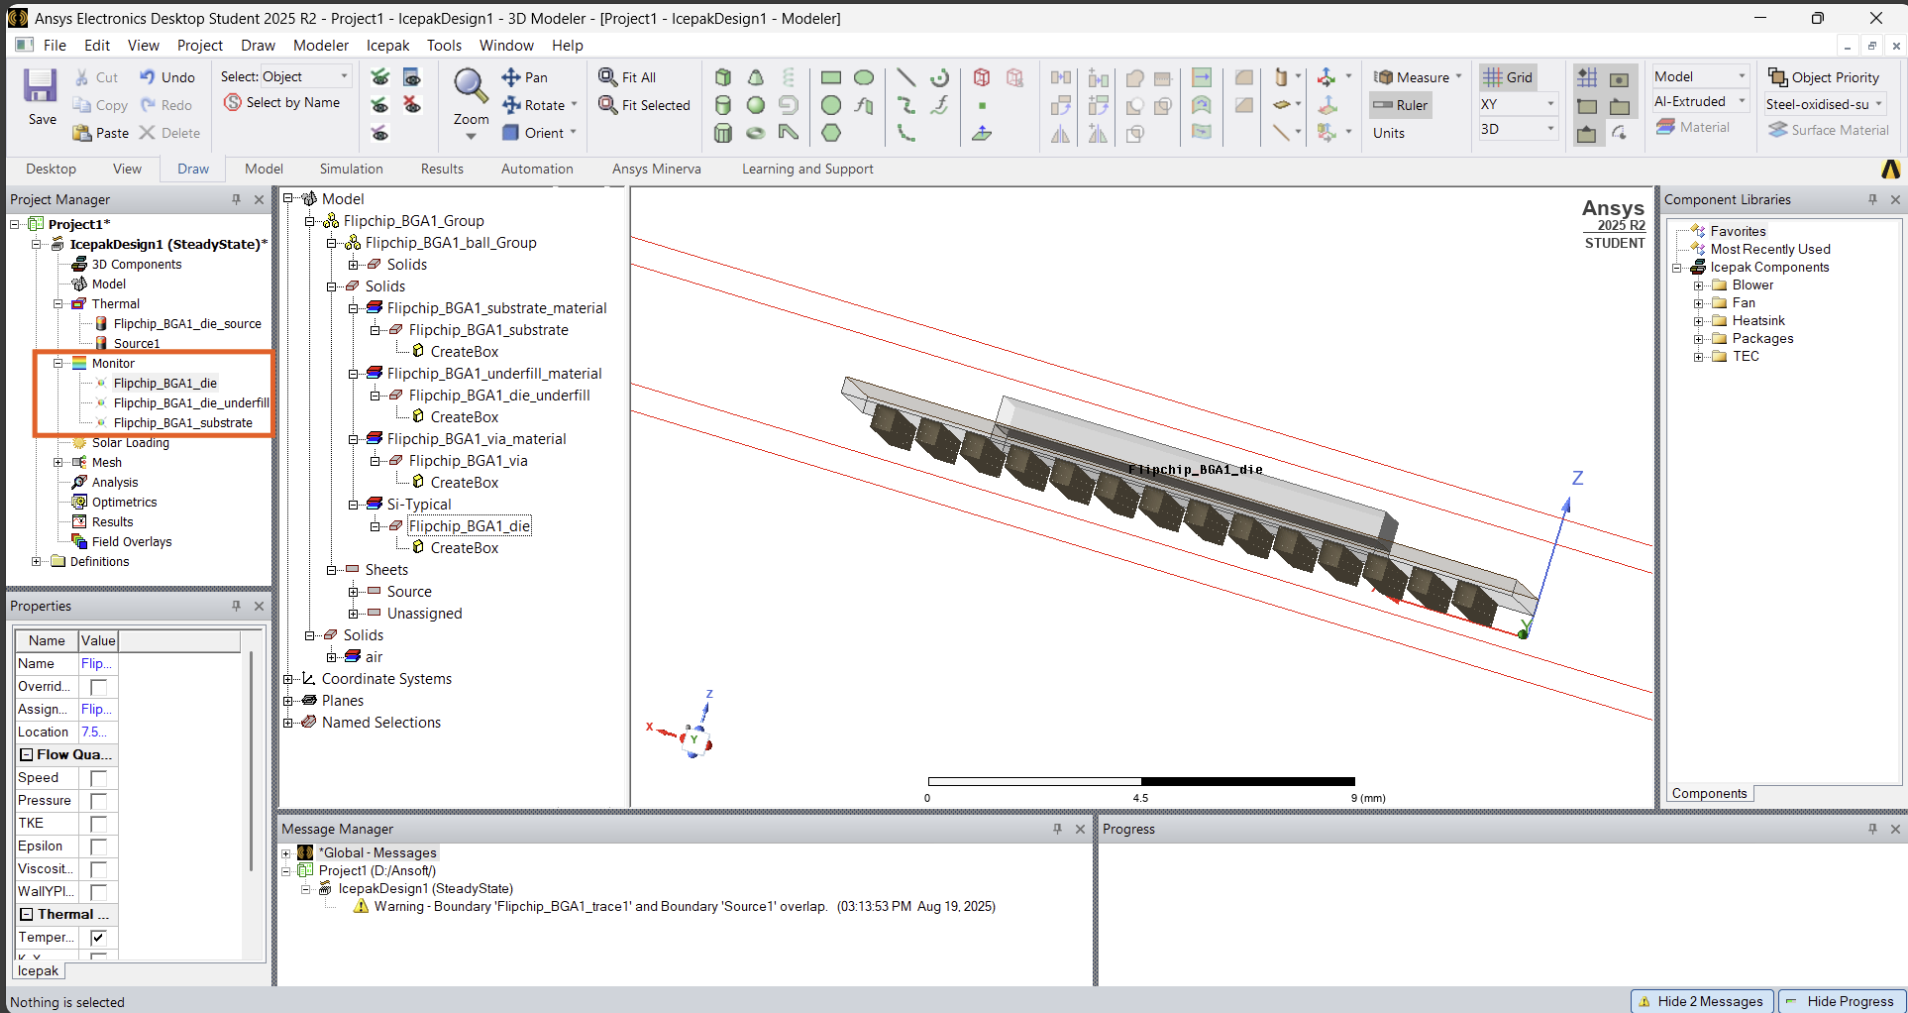 Ansys Electronics Desktop Student 2025 R2 - Project1 - IcepakDesign1 - 3D Modeler - [Project1 - IcepakDesign1 - Modeler]
File Edit View Project Draw Modeler Icepak Tools Window Help
Save
Cut
Copy
Paste
Undo
Redo
Delete
Select: Object
Select by Name
Zoom
Pan
Rotate
Orient
Fit All
Fit Selected
Measure
Ruler
Units
Grid
XY
3D
Model
Al-Extruded
Material
Object Priority
Steel-oxidised-su
Surface Material
Desktop View Draw Model Simulation Results Automation Ansys Minerva Learning and Support
Project Manager
Project1*
IcepakDesign1 (SteadyState)*
3D Components
Model
Thermal
Flipchip_BGA1_die_source
Source1
Monitor
Flipchip_BGA1_die
Flipchip_BGA1_die_underfill
Flipchip_BGA1_substrate
Solar Loading
Mesh
Analysis
Optimetrics
Results
Field Overlays
Definitions
Properties
Name Value
Name Flip...
Overrid...
Assign... Flip...
Location 7.5...
Flow Qua...
Speed
Pressure
TKE
Epsilon
Viscosit...
WallYPl...
Thermal ...
Temper...
Icepak
Model
Flipchip_BGA1_Group
Flipchip_BGA1_ball_Group
Solids
Solids
Flipchip_BGA1_substrate_material
Flipchip_BGA1_substrate
CreateBox
Flipchip_BGA1_underfill_material
Flipchip_BGA1_die_underfill
CreateBox
Flipchip_BGA1_via_material
Flipchip_BGA1_via
CreateBox
Si-Typical
Flipchip_BGA1_die
CreateBox
Sheets
Source
Unassigned
Solids
air
Coordinate Systems
Planes
Named Selections
Ansys
2025 R2
STUDENT
Flipchip_BGA1_die
Z
Y
Z
X
Y
0 4.5 9 (mm)
Component Libraries
Favorites
Most Recently Used
Icepak Components
Blower
Fan
Heatsink
Packages
TEC
Components
Message Manager
*Global - Messages
Project1 (D:/Ansoft/)
IcepakDesign1 (SteadyState)
Warning - Boundary 'Flipchip_BGA1_trace1' and Boundary 'Source1' overlap. (03:13:53 PM Aug 19, 2025)
Progress
Nothing is selected
Hide 2 Messages
Hide Progress